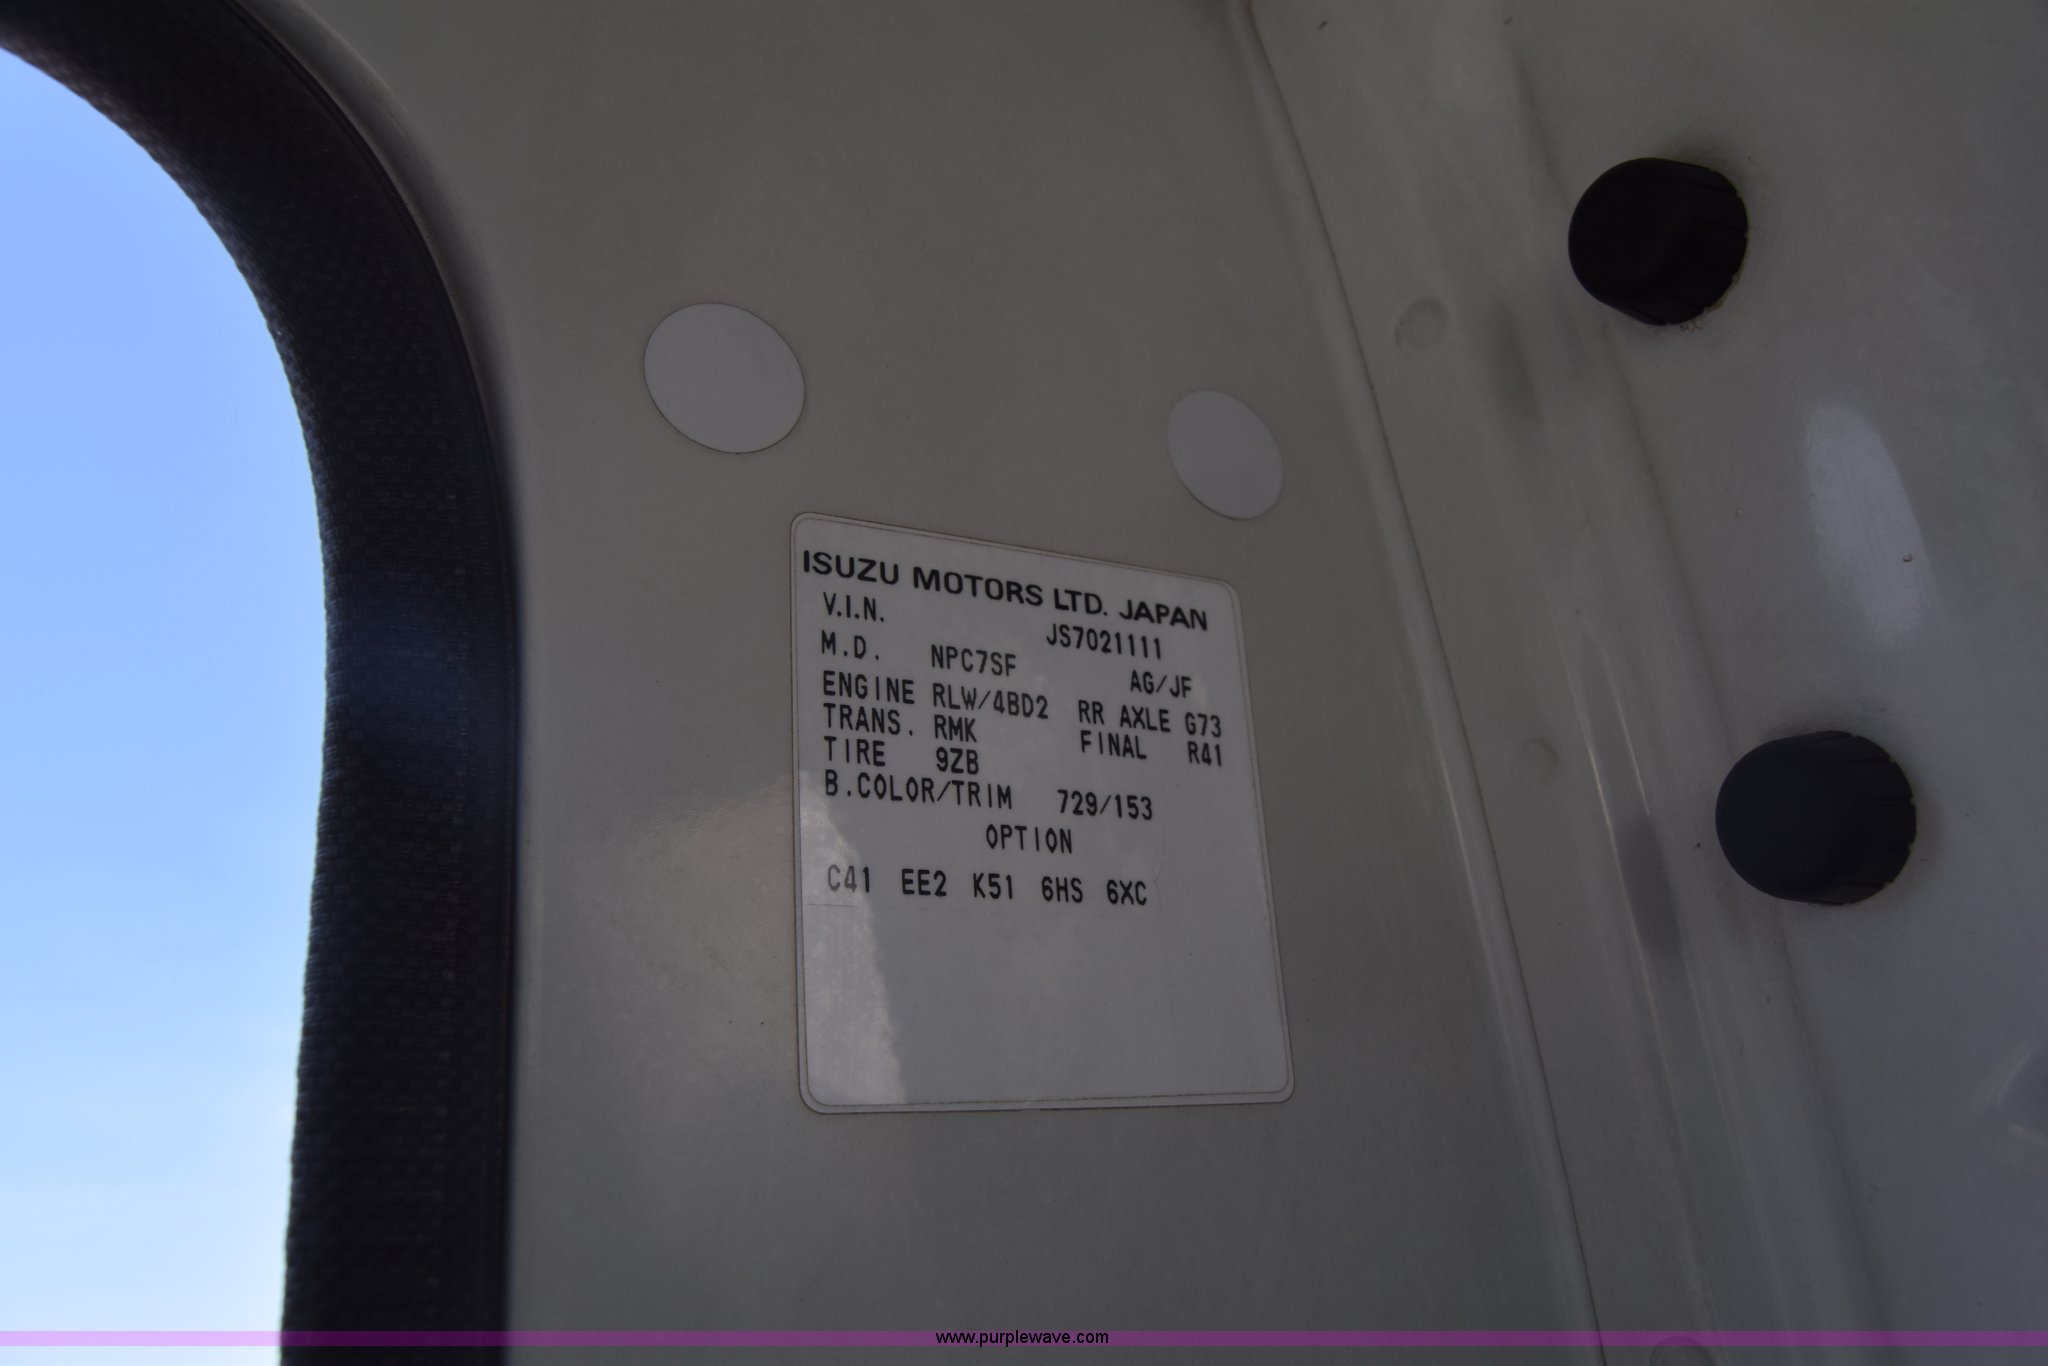 ISUZU MOTORS LTD. JAPAN
V.I.N. JS7021111
M.D. NPC7SF AG/JF
ENGINE RLW/4BD2 RR AXLE G73
TRANS. RMK FINAL R41
TIRE 9ZB
B.COLOR/TRIM 729/153
OPTION
C41 EE2 K51 6HS 6XC
www.purplewave.com